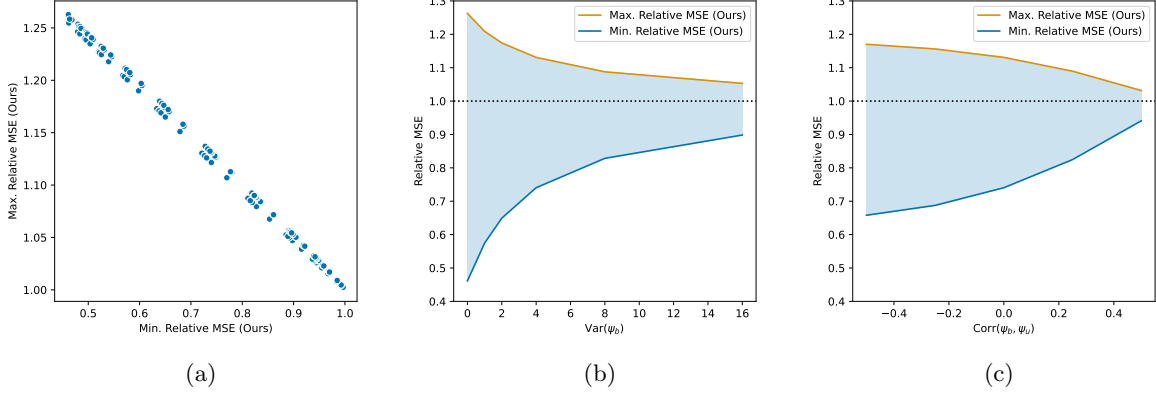 1.25
1.20
1.15
1.10
1.05
1.00
Max. Relative MSE (Ours)
0.5 0.6 0.7 0.8 0.9 1.0
Min. Relative MSE (Ours)
(a)
1.3
1.2
1.1
1.0
0.9
0.8
0.7
0.6
0.5
0.4
Relative MSE
Max. Relative MSE (Ours)
Min. Relative MSE (Ours)
0 2 4 6 8 10 12 14 16
Var(ψ_b)
(b)
1.3
1.2
1.1
1.0
0.9
0.8
0.7
0.6
0.5
0.4
Relative MSE
Max. Relative MSE (Ours)
Min. Relative MSE (Ours)
−0.4 −0.2 0.0 0.2 0.4
Corr(ψ_b, ψ_u)
(c)